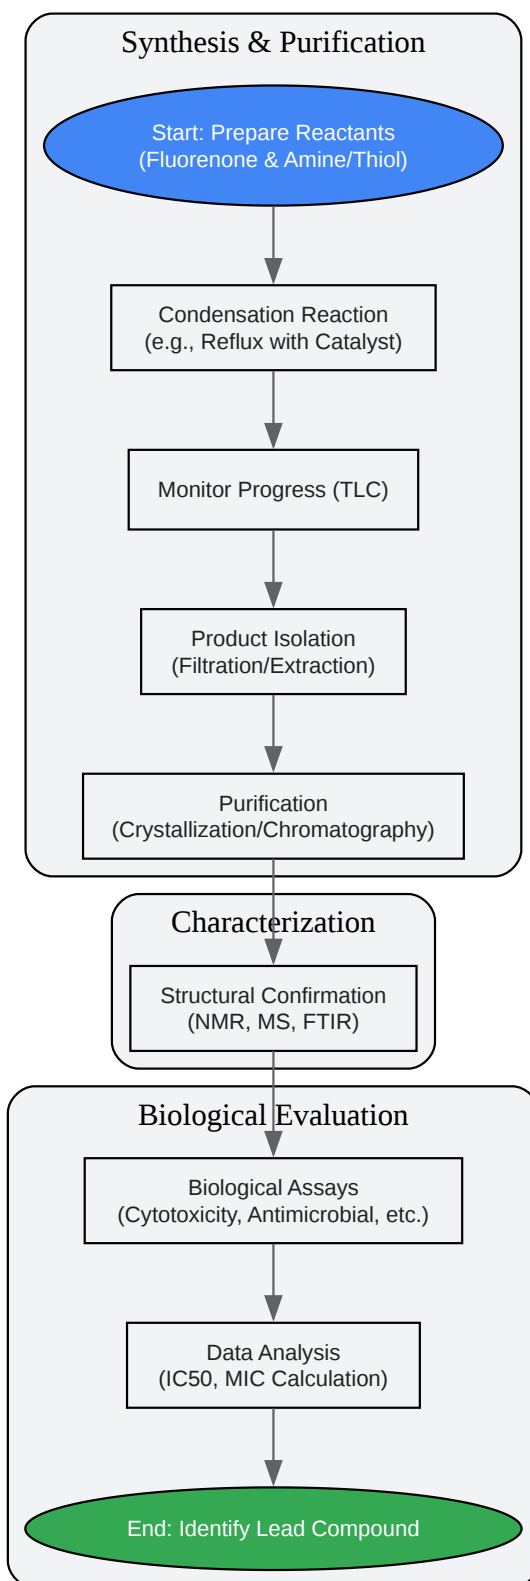 Synthesis & Purification
Start: Prepare Reactants
(Fluorenone & Amine/Thiol)
Condensation Reaction
(e.g., Reflux with Catalyst)
Monitor Progress (TLC)
Product Isolation
(Filtration/Extraction)
Purification
(Crystallization/Chromatography)
Characterization
Structural Confirmation
(NMR, MS, FTIR)
Biological Evaluation
Biological Assays
(Cytotoxicity, Antimicrobial, etc.)
Data Analysis
(IC50, MIC Calculation)
End: Identify Lead Compound